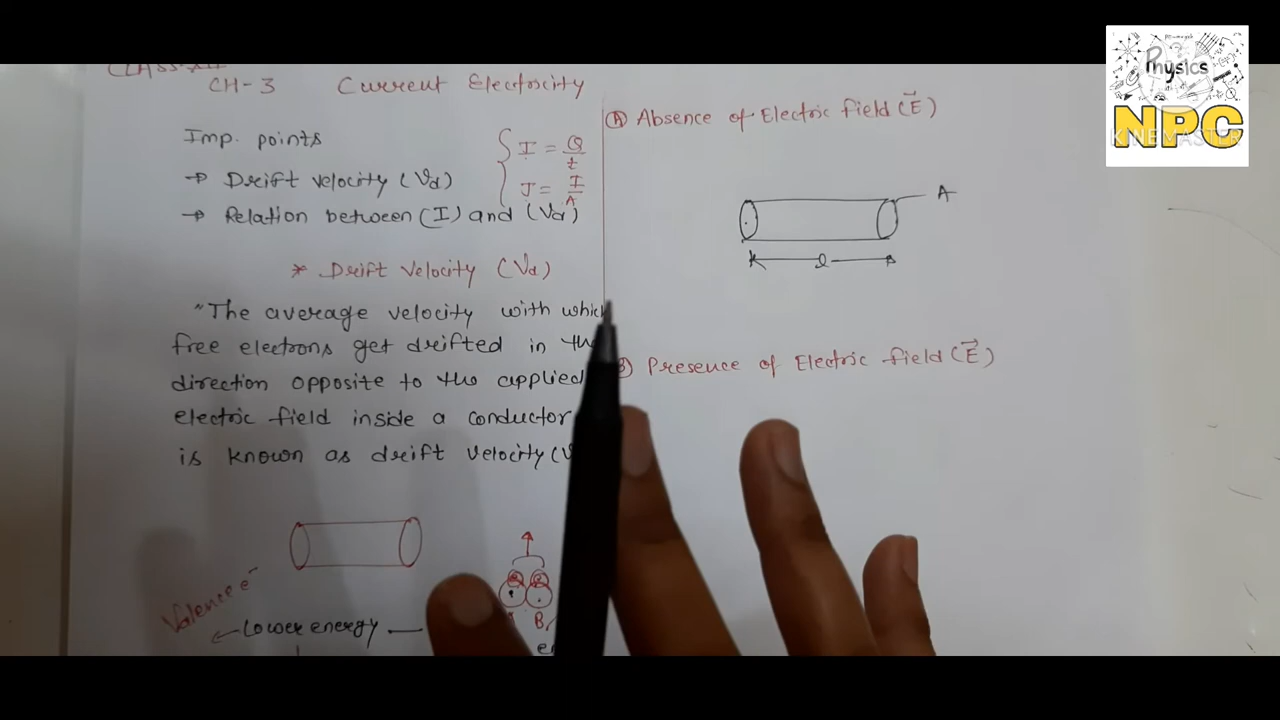 CH-3 Current Electricity
Imp. points
→ Drift velocity (Vd)
→ Relation between (I) and (Vd)
{ I = Q/t
J = I/A
* Drift Velocity (Vd)
"The average velocity with which
free electrons get drifted in the
direction opposite to the applied
electric field inside a conductor
is known as drift velocity (V
Valence e⁻
← Lower energy —
B
(A) Absence of Electric field (E⃗)
A
l
B) Presence of Electric field (E⃗)
Physics
NPC
KINEMASTER